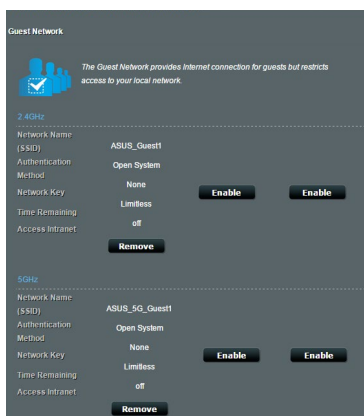 Guest Network
The Guest Network provides Internet connection for guests but restricts
access to your local network.
2.4GHz
Network Name
(SSID)
ASUS_Guest1
Authentication
Method
Open System
Network Key
None
Enable
Enable
Time Remaining
Limitless
Access Intranet
off
Remove
5GHz
Network Name
(SSID)
ASUS_5G_Guest1
Authentication
Method
Open System
Network Key
None
Enable
Enable
Time Remaining
Limitless
Access Intranet
off
Remove